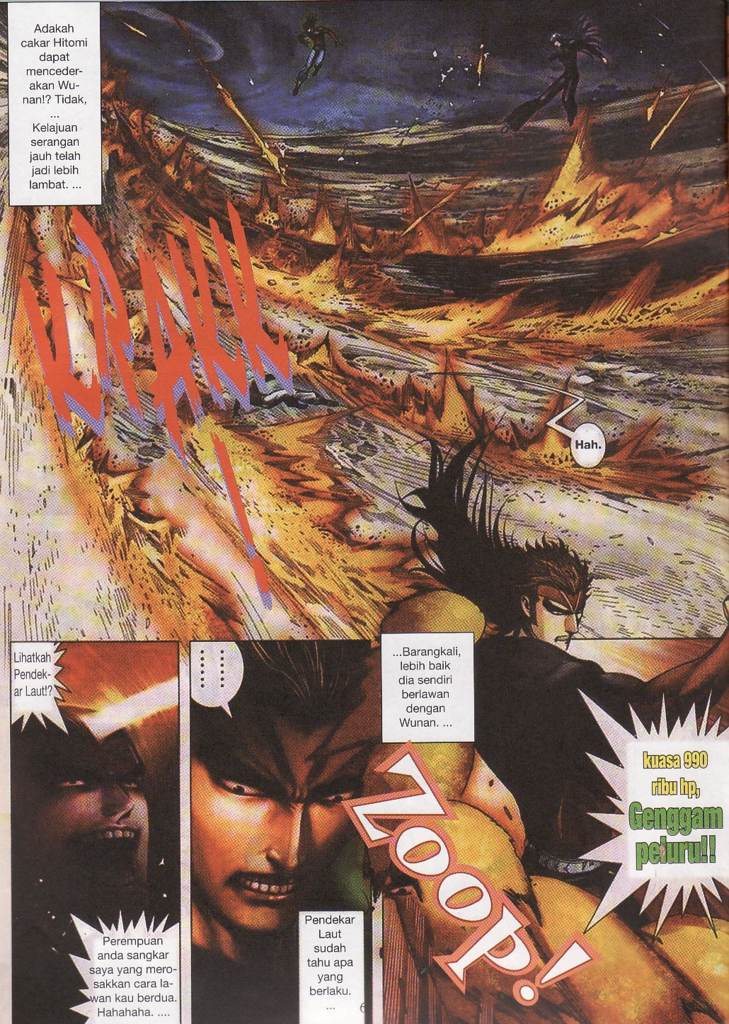 Adakah
cakar Hitomi
dapat
menceder-
akan Wu-
nan!? Tidak,
...
Kelajuan
serangan
jauh telah
jadi lebih
lambat. ...
KRAKK!
Hah.
Lihatkah
Pendek-
ar Laut!?
Perempuan
anda sangkar
saya yang mero-
sakkan cara la-
wan kau berdua.
Hahahaha. ....
Pendekar
Laut
sudah
tahu apa
yang
berlaku.
...
...Barangkali,
lebih baik
dia sendiri
berlawan
dengan
Wunan. ...
ZOOP!
kuasa 990
ribu hp,
Genggam
peluru!!
6